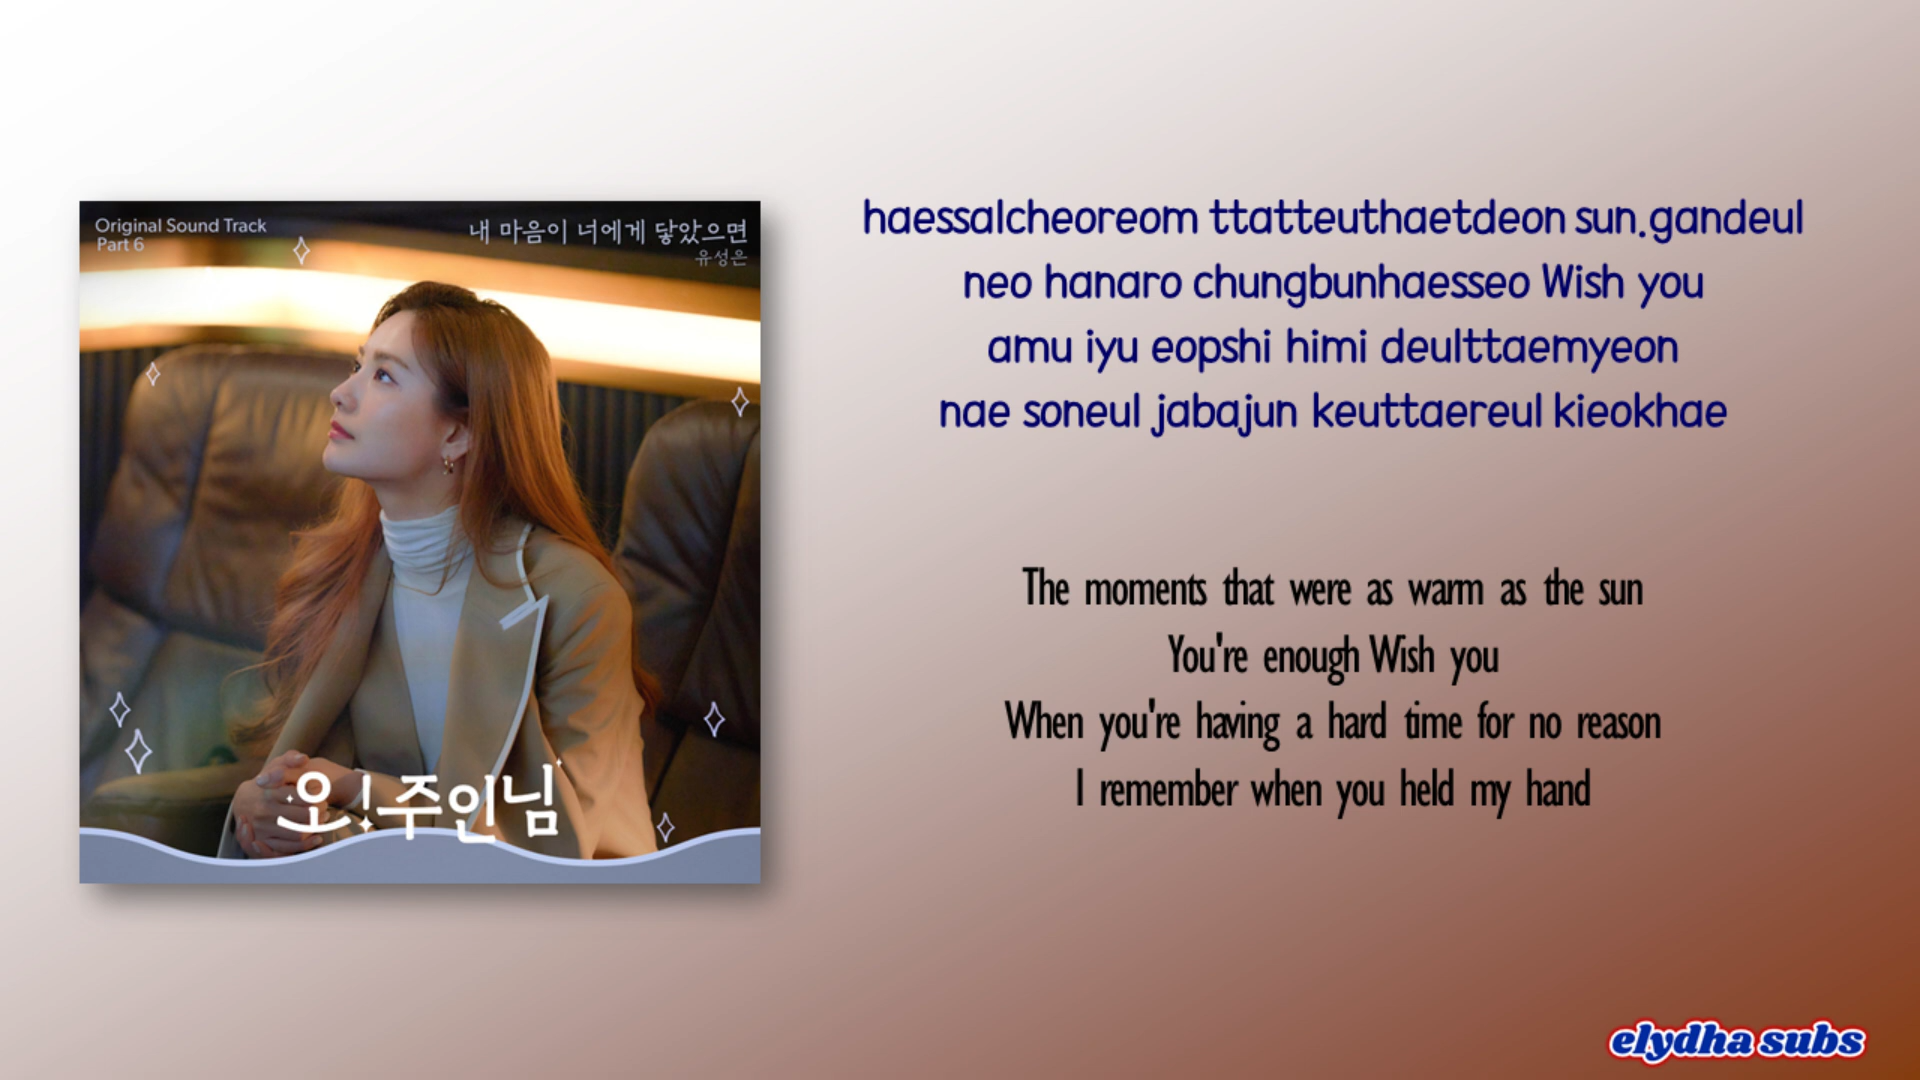 Original Sound Track
Part 6
내 마음이 너에게 닿았으면
유성은
오!주인님
haessalcheoreom ttatteuthaetdeon sun.gandeul
neo hanaro chungbunhaesseo Wish you
amu iyu eopshi himi deulttaemyeon
nae soneul jabajun keuttaereul kieokhae
The moments that were as warm as the sun
You're enough Wish you
When you're having a hard time for no reason
I remember when you held my hand
elydha subs